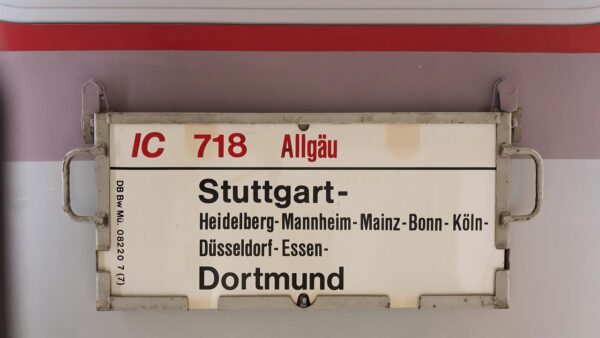 IC 718 Allgäu
Stuttgart-
Heidelberg-Mannheim-Mainz-Bonn-Köln-
Düsseldorf-Essen-
Dortmund
DB Bw Mü. 08220 7 (7)